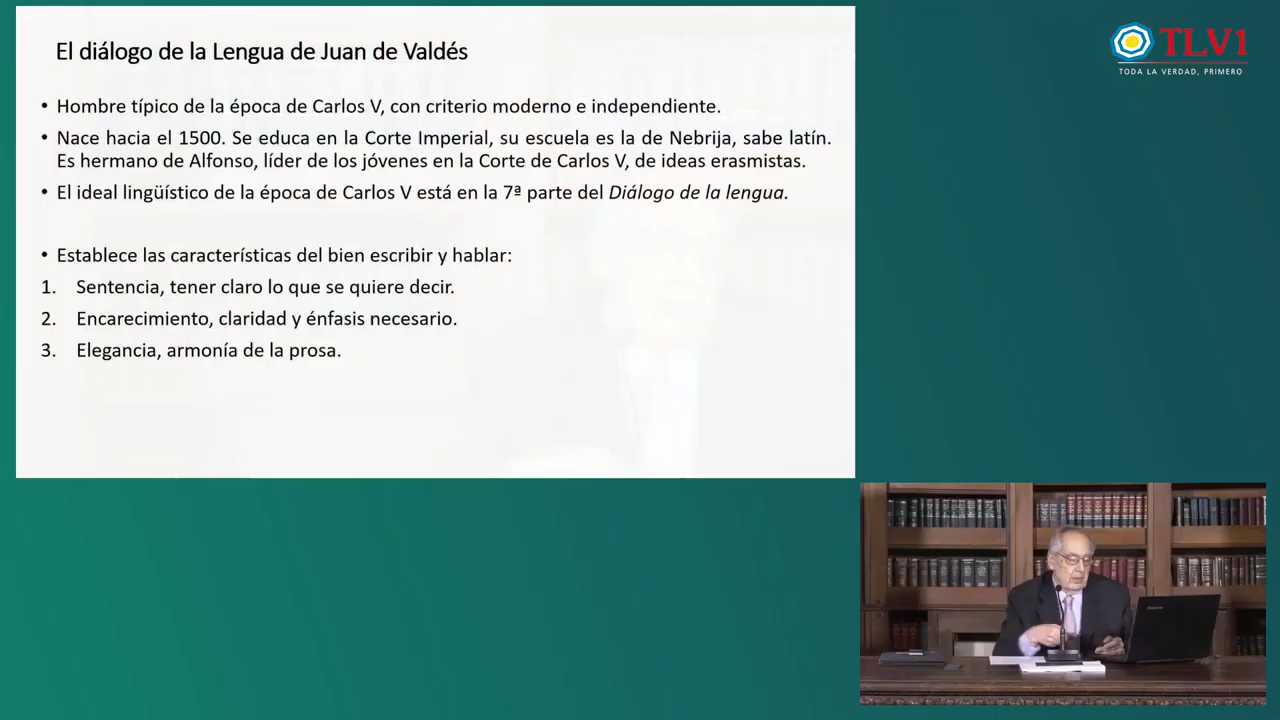 El diálogo de la Lengua de Juan de Valdés
• Hombre típico de la época de Carlos V, con criterio moderno e independiente.
• Nace hacia el 1500. Se educa en la Corte Imperial, su escuela es la de Nebrija, sabe latín.
Es hermano de Alfonso, líder de los jóvenes en la Corte de Carlos V, de ideas erasmistas.
• El ideal lingüístico de la época de Carlos V está en la 7ª parte del Diálogo de la lengua.
• Establece las características del bien escribir y hablar:
1. Sentencia, tener claro lo que se quiere decir.
2. Encarecimiento, claridad y énfasis necesario.
3. Elegancia, armonía de la prosa.
TLV1
TODA LA VERDAD, PRIMERO